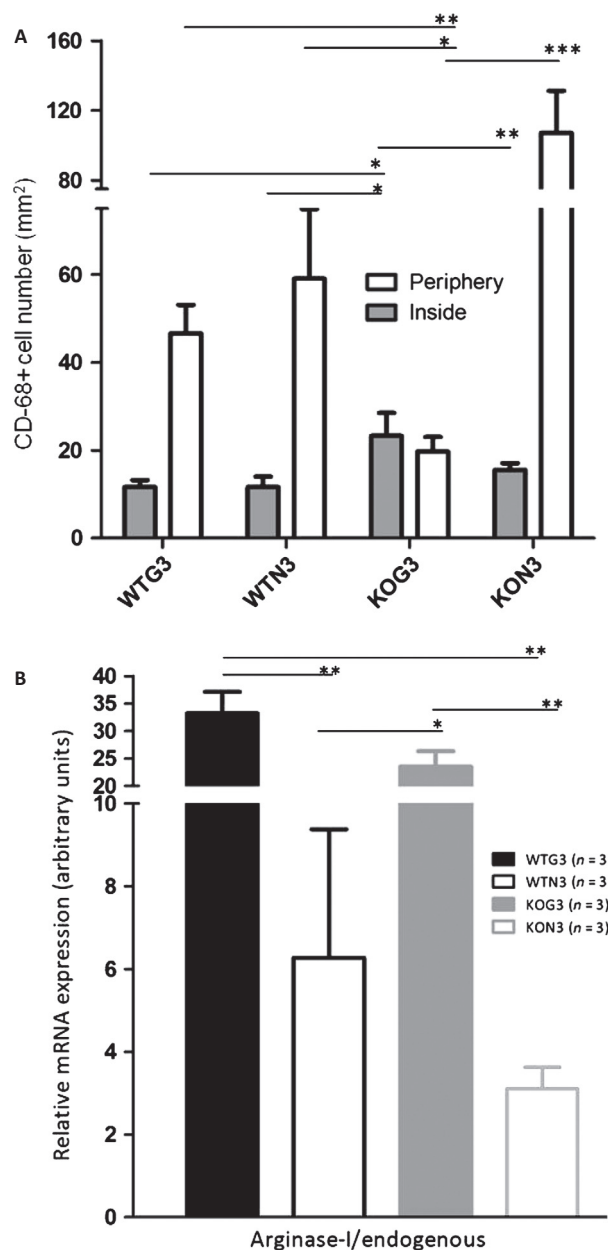 A
CD-68+ cell number (mm²)
160
120
80
60
40
20
0
**
*
***
**
*
*
Periphery
Inside
WTG3
WTN3
KOG3
KON3
B
Relative mRNA expression (arbitrary units)
40
35
30
25
20
10
8
6
4
2
0
**
**
**
*
WTG3 (n = 3
WTN3 (n = 3
KOG3 (n = 3)
KON3 (n = 3)
Arginase-I/endogenous